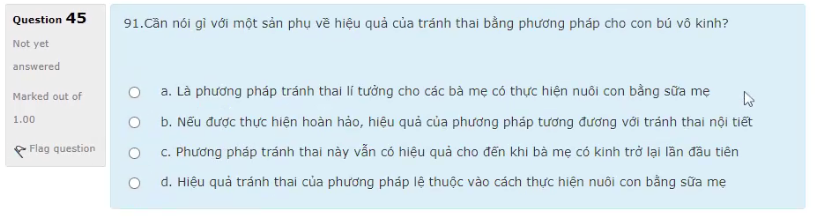 Question 45
Not yet
answered
Marked out of
1.00
Flag question
91.Cần nói gì với một sản phụ về hiệu quả của tránh thai bằng phương pháp cho con bú vô kinh?
a. Là phương pháp tránh thai lí tưởng cho các bà mẹ có thực hiện nuôi con bằng sữa mẹ
b. Nếu được thực hiện hoàn hảo, hiệu quả của phương pháp tương đương với tránh thai nội tiết
c. Phương pháp tránh thai này vẫn có hiệu quả cho đến khi bà mẹ có kinh trở lại lần đầu tiên
d. Hiệu quả tránh thai của phương pháp lệ thuộc vào cách thực hiện nuôi con bằng sữa mẹ